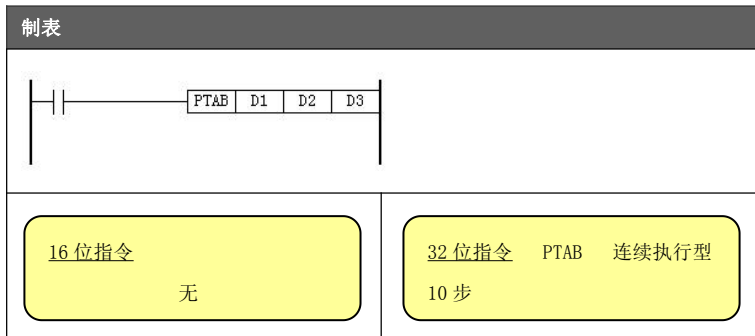 制表
PTAB D1 D2 D3
16 位指令
无
32 位指令 PTAB 连续执行型
10 步